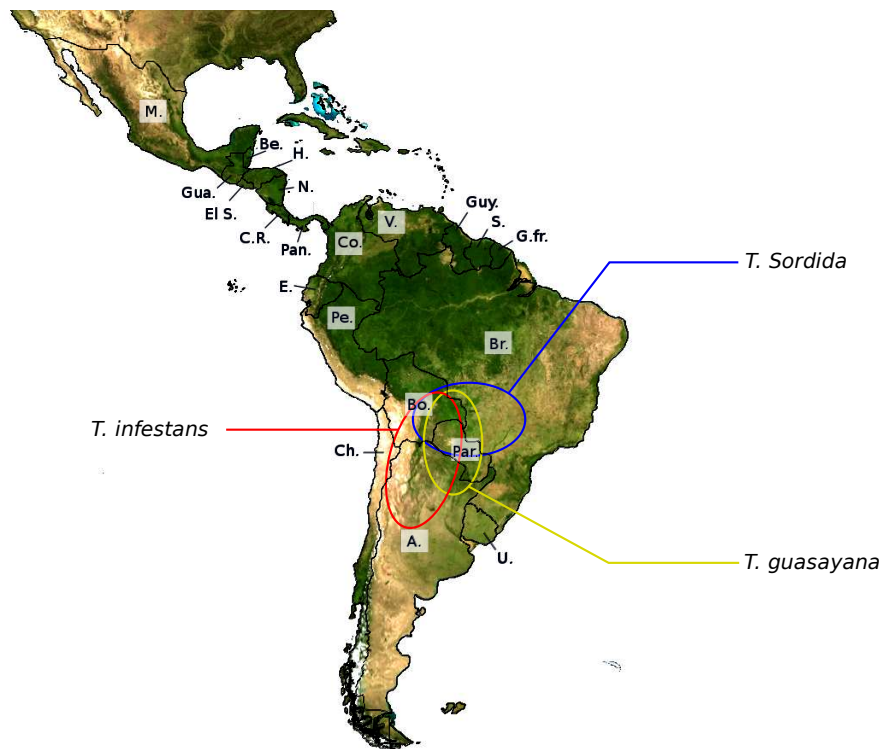 M.
Be.
H.
Gua.
N.
El S.
C.R.
Pan.
V.
Guy.
S.
G.fr.
Co.
T. Sordida
E.
Pe.
Br.
Bo.
T. infestans
Ch.
Par.
A.
U.
T. guasayana